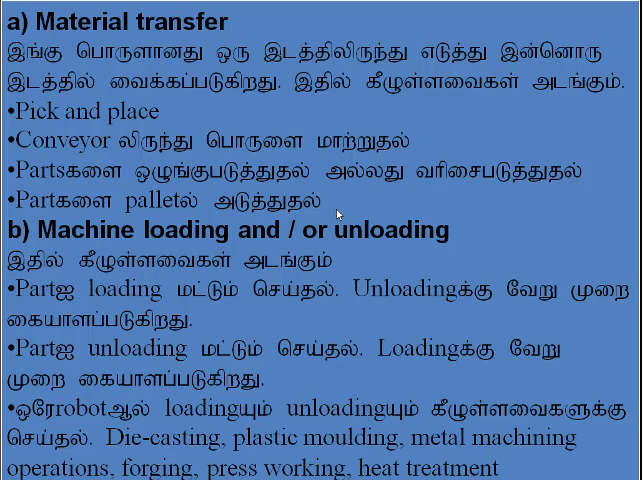 a) Material transfer
இங்கு பொருளானது ஒரு இடத்திலிருந்து எடுத்து இன்னொரு
இடத்தில் வைக்கப்படுகிறது. இதில் கீழுள்ளவைகள் அடங்கும்.
•Pick and place
•Conveyor லிருந்து பொருளை மாற்றுதல்
•Partsகளை ஒழுங்குபடுத்துதல் அல்லது வரிசைபடுத்துதல்
•Partகளை palletல் அடுத்துதல்
b) Machine loading and / or unloading
இதில் கீழுள்ளவைகள் அடங்கும்
•Partஐ loading மட்டும் செய்தல். Unloadingக்கு வேறு முறை
கையாளப்படுகிறது.
•Partஐ unloading மட்டும் செய்தல். Loadingக்கு வேறு
முறை கையாளப்படுகிறது.
•ஒரேrobotஆல் loadingயும் unloadingயும் கீழுள்ளவைகளுக்கு
செய்தல். Die-casting, plastic moulding, metal machining
operations, forging, press working, heat treatment